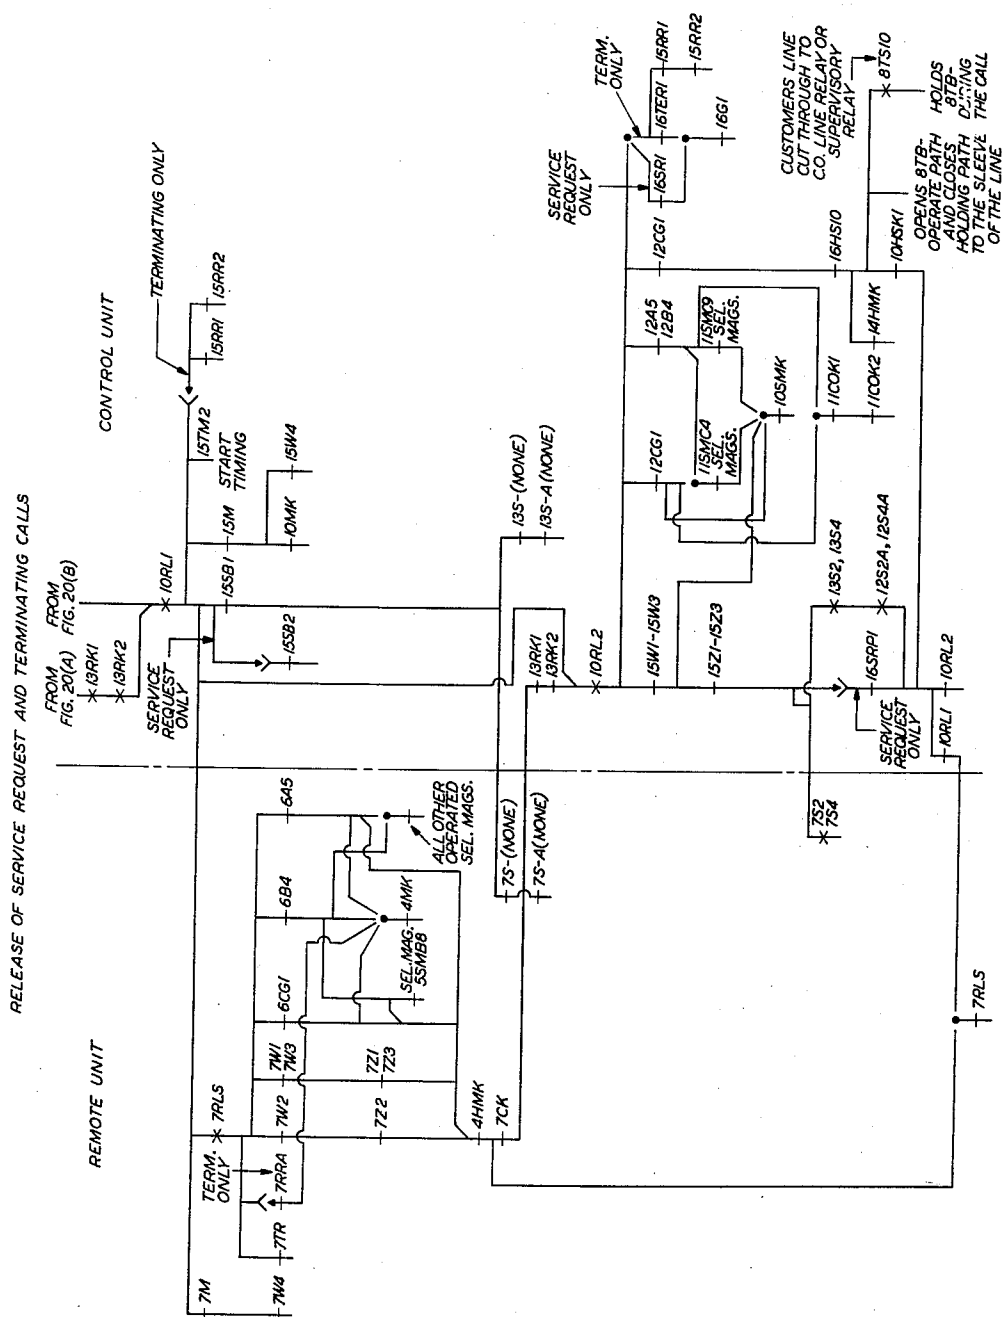 RELEASE OF SERVICE REQUEST AND TERMINATING CALLS
REMOTE UNIT
CONTROL UNIT
FROM
FIG. 20(A)
FROM
FIG. 20(B)
13RK1
13RK2
10RL1
SERVICE
REQUEST
ONLY
15SB1
15SB2
15M
10MK
15W4
15TM2
START
TIMING
TERMINATING ONLY
15RR1
15RR2
7M
7W4
7TR
TERM.
ONLY
7RRA
7RLS
7W2
7Z2
7W1
7W3
7Z1
7Z3
6CG1
SEL. MAG.
5SMB8
6B4
4MK
6A5
ALL OTHER
OPERATED
SEL. MAGS.
4HMK
7CK
7S-(NONE)
7S-A(NONE)
13S-(NONE)
13S-A(NONE)
13RK1
13RK2
10RL2
15W1-15W3
15Z1-15Z3
12CG1
11SMC4
SEL.
MAGS.
12A5
12B4
11SMC9
SEL.
MAGS.
10SMK
11COK1
11COK2
12CG1
SERVICE
REQUEST
ONLY
16SR1
TERM.
ONLY
16TER1
16G1
15RR1
15RR2
16HS10
14HMK
10HSK1
CUSTOMERS LINE
CUT THROUGH TO
C.O. LINE RELAY OR
SUPERVISORY
RELAY
8TS10
OPENS 8TB-
OPERATE PATH
AND CLOSES
HOLDING PATH
TO THE SLEEVE
OF THE LINE
HOLDS
8TB-
DURING
THE CALL
7S2
7S4
13S2, 13S4
12S2A, 12S4A
16SRP1
SERVICE
REQUEST
ONLY
10RL1
10RL2
7RLS